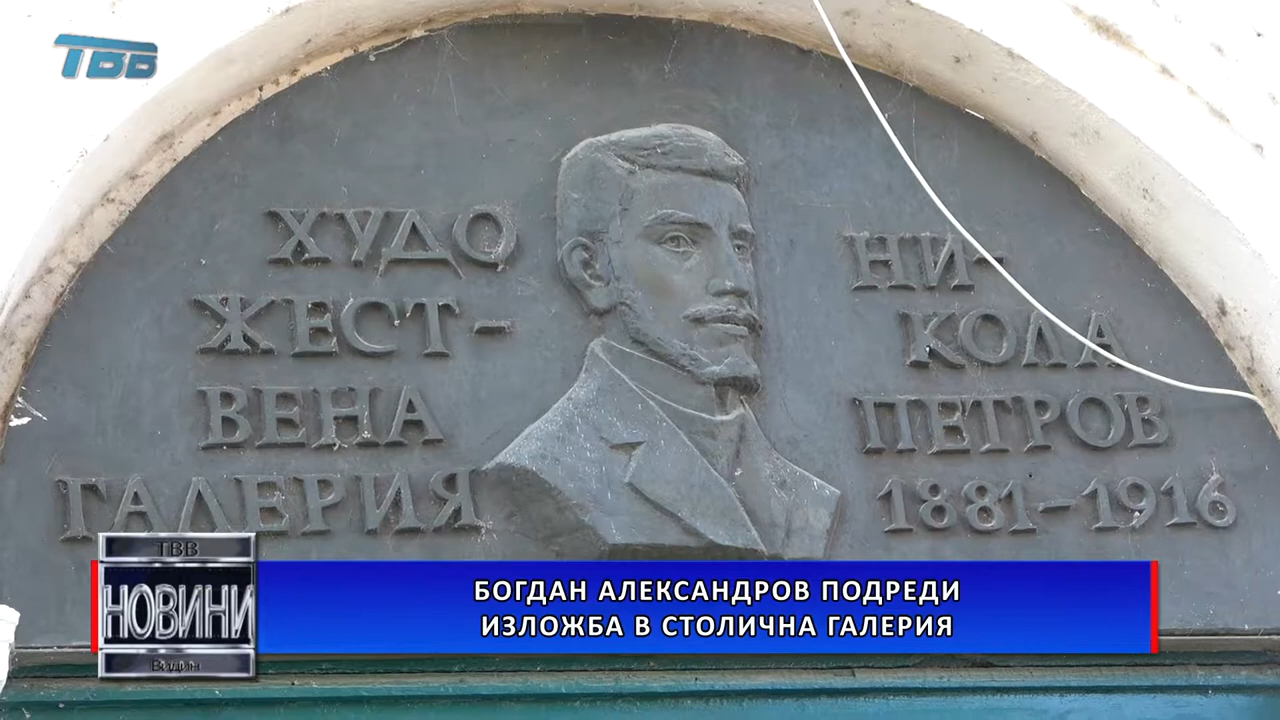 ТВВ
ХУДО
ЖЕСТ-
ВЕНА
ГАЛЕРИЯ
НИ-
КОЛА
ПЕТРОВ
1881-1916
ТВВ
НОВИНИ
Видин
БОГДАН АЛЕКСАНДРОВ ПОДРЕДИ
ИЗЛОЖБА В СТОЛИЧНА ГАЛЕРИЯ